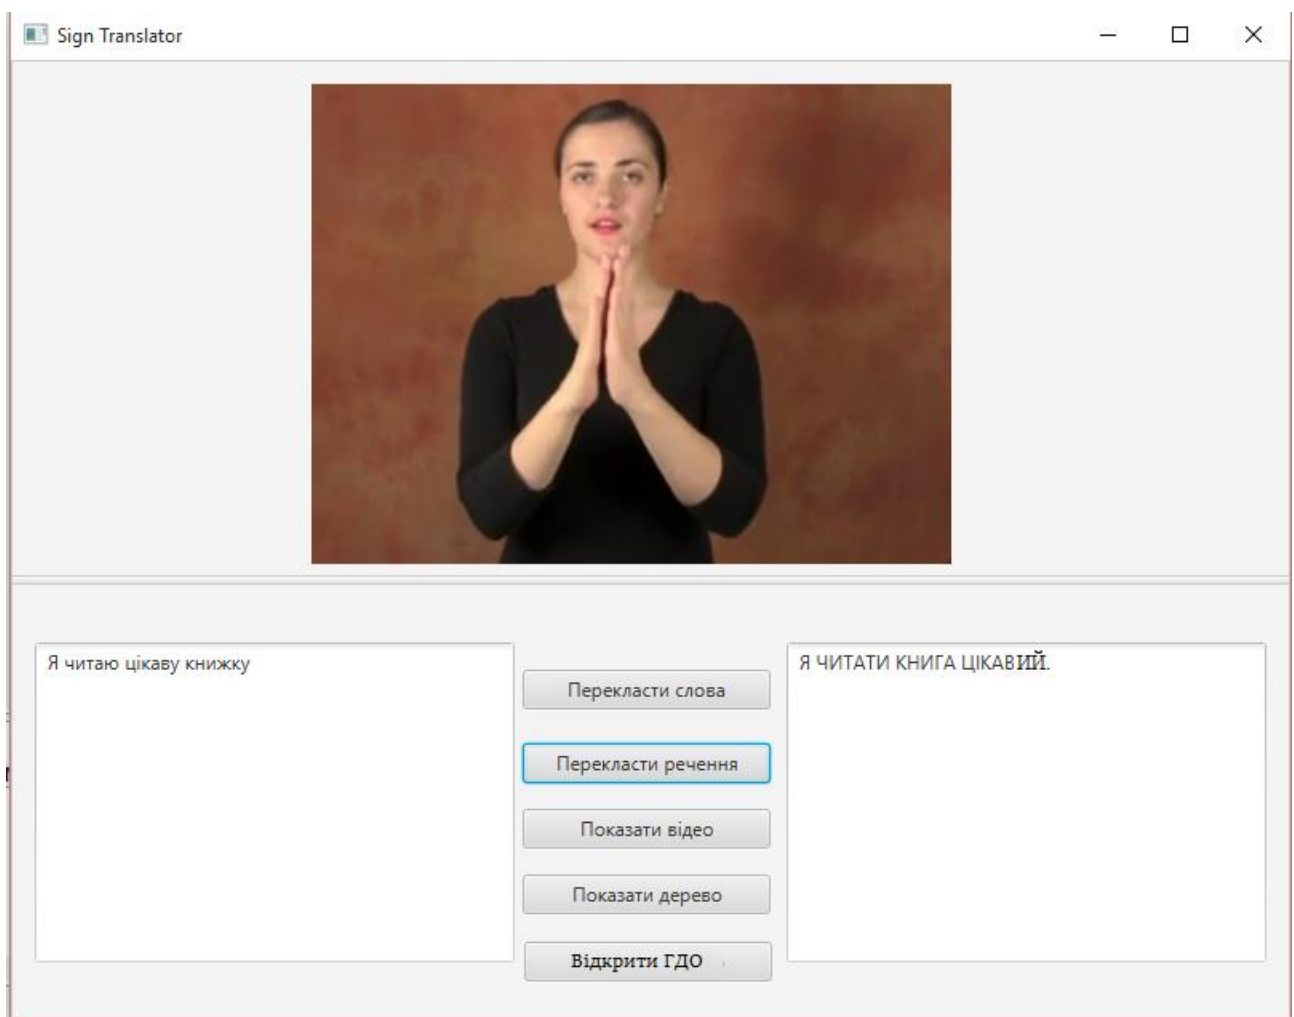 Sign Translator
Я читаю цікаву книжку
Перекласти слова
Перекласти речення
Показати відео
Показати дерево
Відкрити ГДО
Я ЧИТАТИ КНИГА ЦІКАВИЙ.